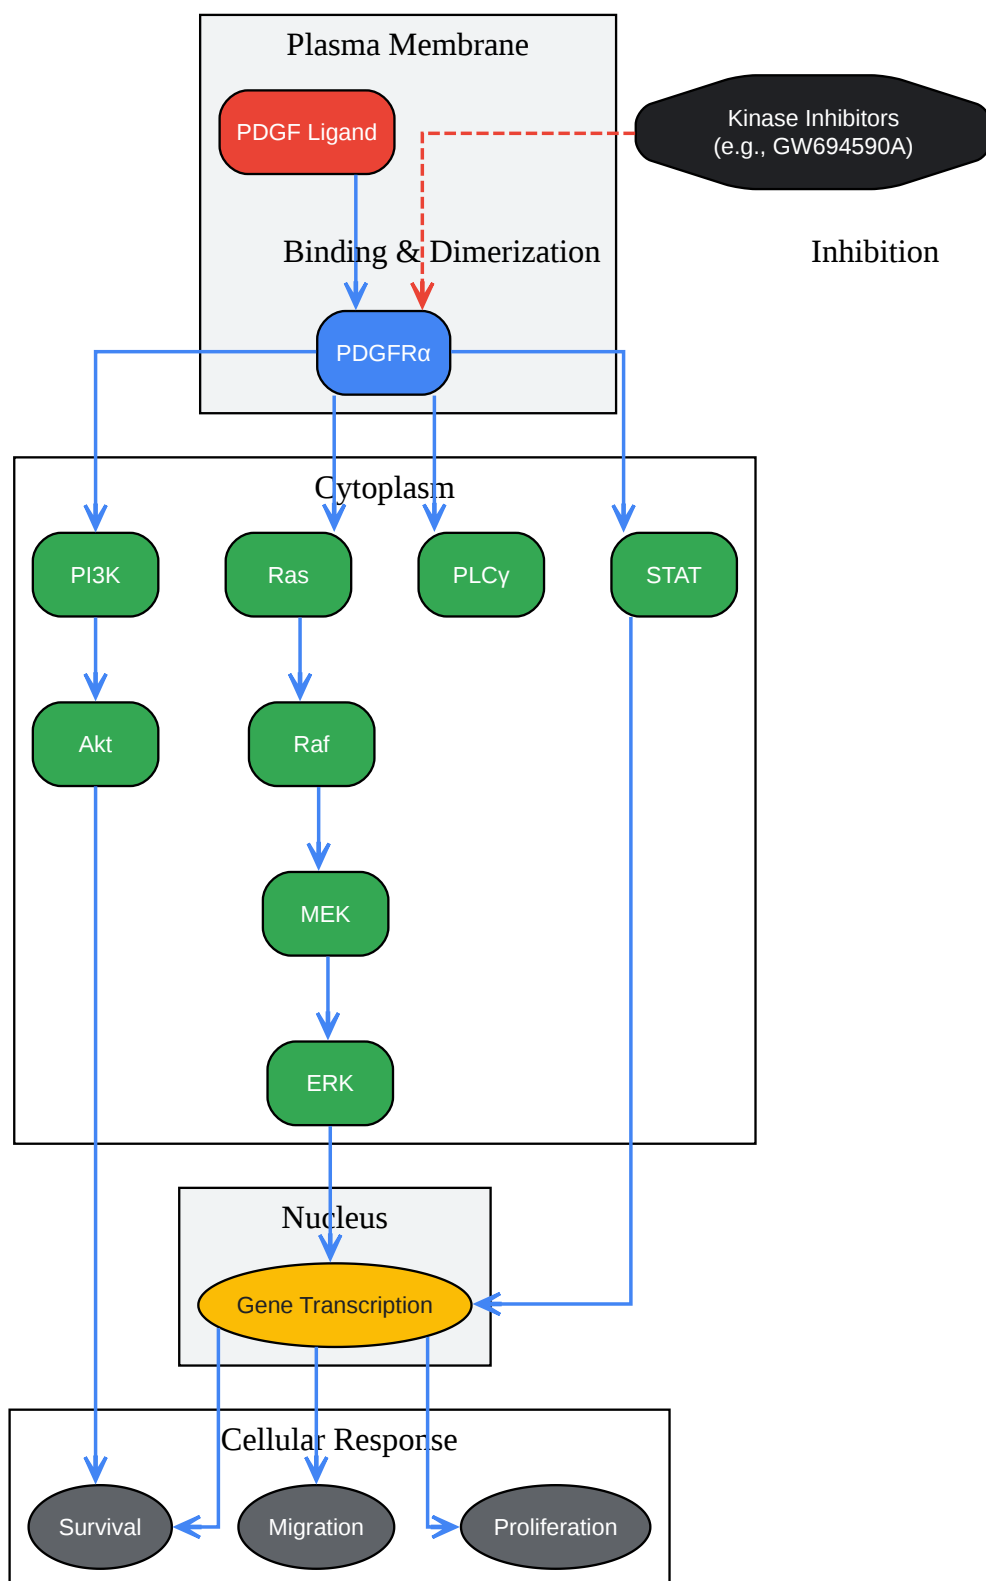 Plasma Membrane
PDGF Ligand
Kinase Inhibitors
(e.g., GW694590A)
Binding & Dimerization
Inhibition
PDGFRα
Cytoplasm
PI3K
Ras
PLCγ
STAT
Akt
Raf
MEK
ERK
Nucleus
Gene Transcription
Cellular Response
Survival
Migration
Proliferation